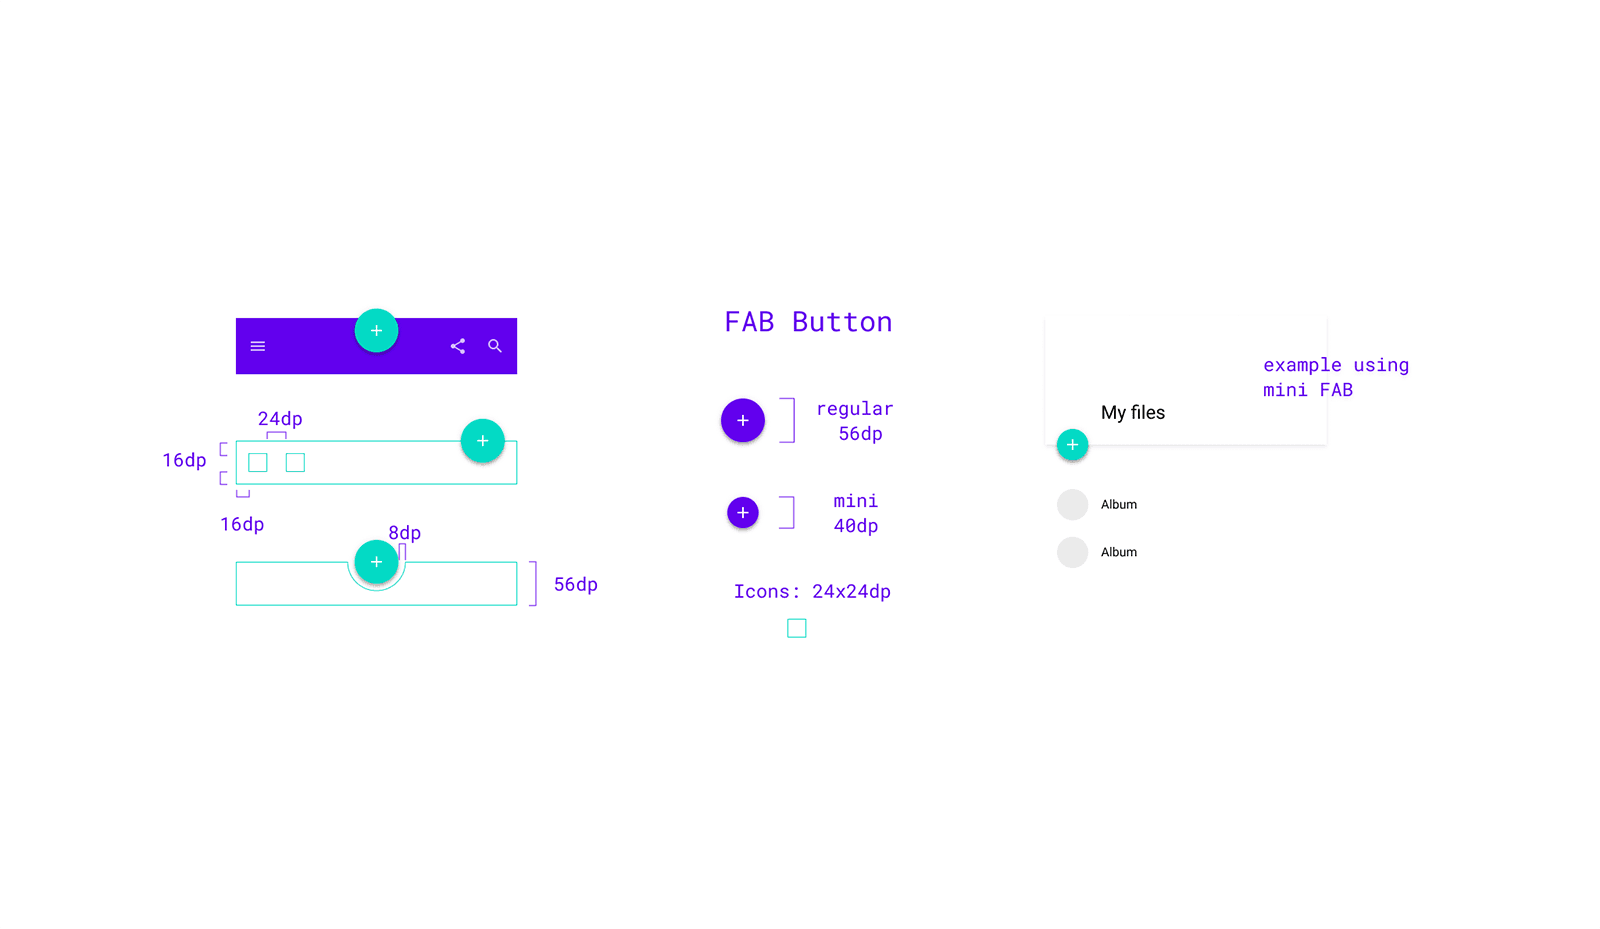 24dp
16dp
16dp
8dp
56dp
FAB Button
regular
56dp
mini
40dp
Icons: 24x24dp
example using
mini FAB
My files
Album
Album